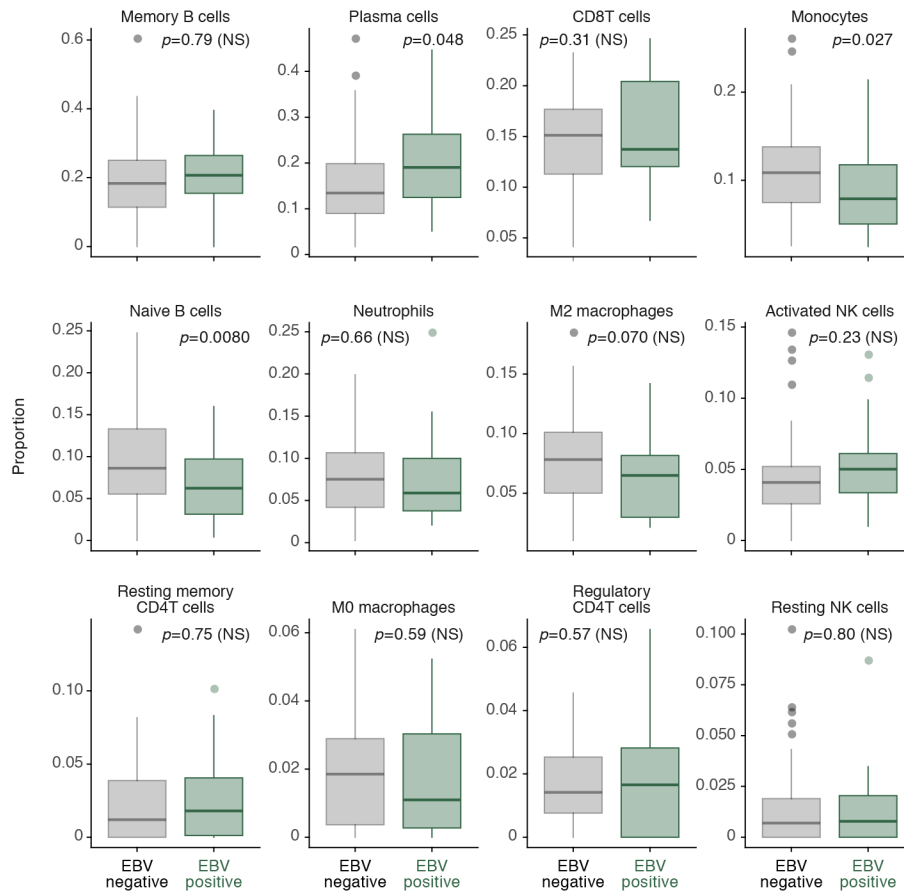 Memory B cells
p=0.79 (NS)
0.6
0.4
0.2
0
Plasma cells
p=0.048
0.4
0.3
0.2
0.1
0
CD8T cells
p=0.31 (NS)
0.25
0.20
0.15
0.10
0.05
Monocytes
p=0.027
0.2
0.1
Proportion
Naive B cells
p=0.0080
0.25
0.20
0.15
0.10
0.05
0
Neutrophils
p=0.66 (NS)
0.25
0.20
0.15
0.10
0.05
0
M2 macrophages
p=0.070 (NS)
0.15
0.10
0.05
Activated NK cells
p=0.23 (NS)
0.15
0.10
0.05
0
Resting memory
CD4T cells
p=0.75 (NS)
0.10
0.05
0
M0 macrophages
p=0.59 (NS)
0.06
0.04
0.02
0
Regulatory
CD4T cells
p=0.57 (NS)
0.06
0.04
0.02
0
Resting NK cells
p=0.80 (NS)
0.100
0.075
0.050
0.025
0
EBV
negative
EBV
positive
EBV
negative
EBV
positive
EBV
negative
EBV
positive
EBV
negative
EBV
positive